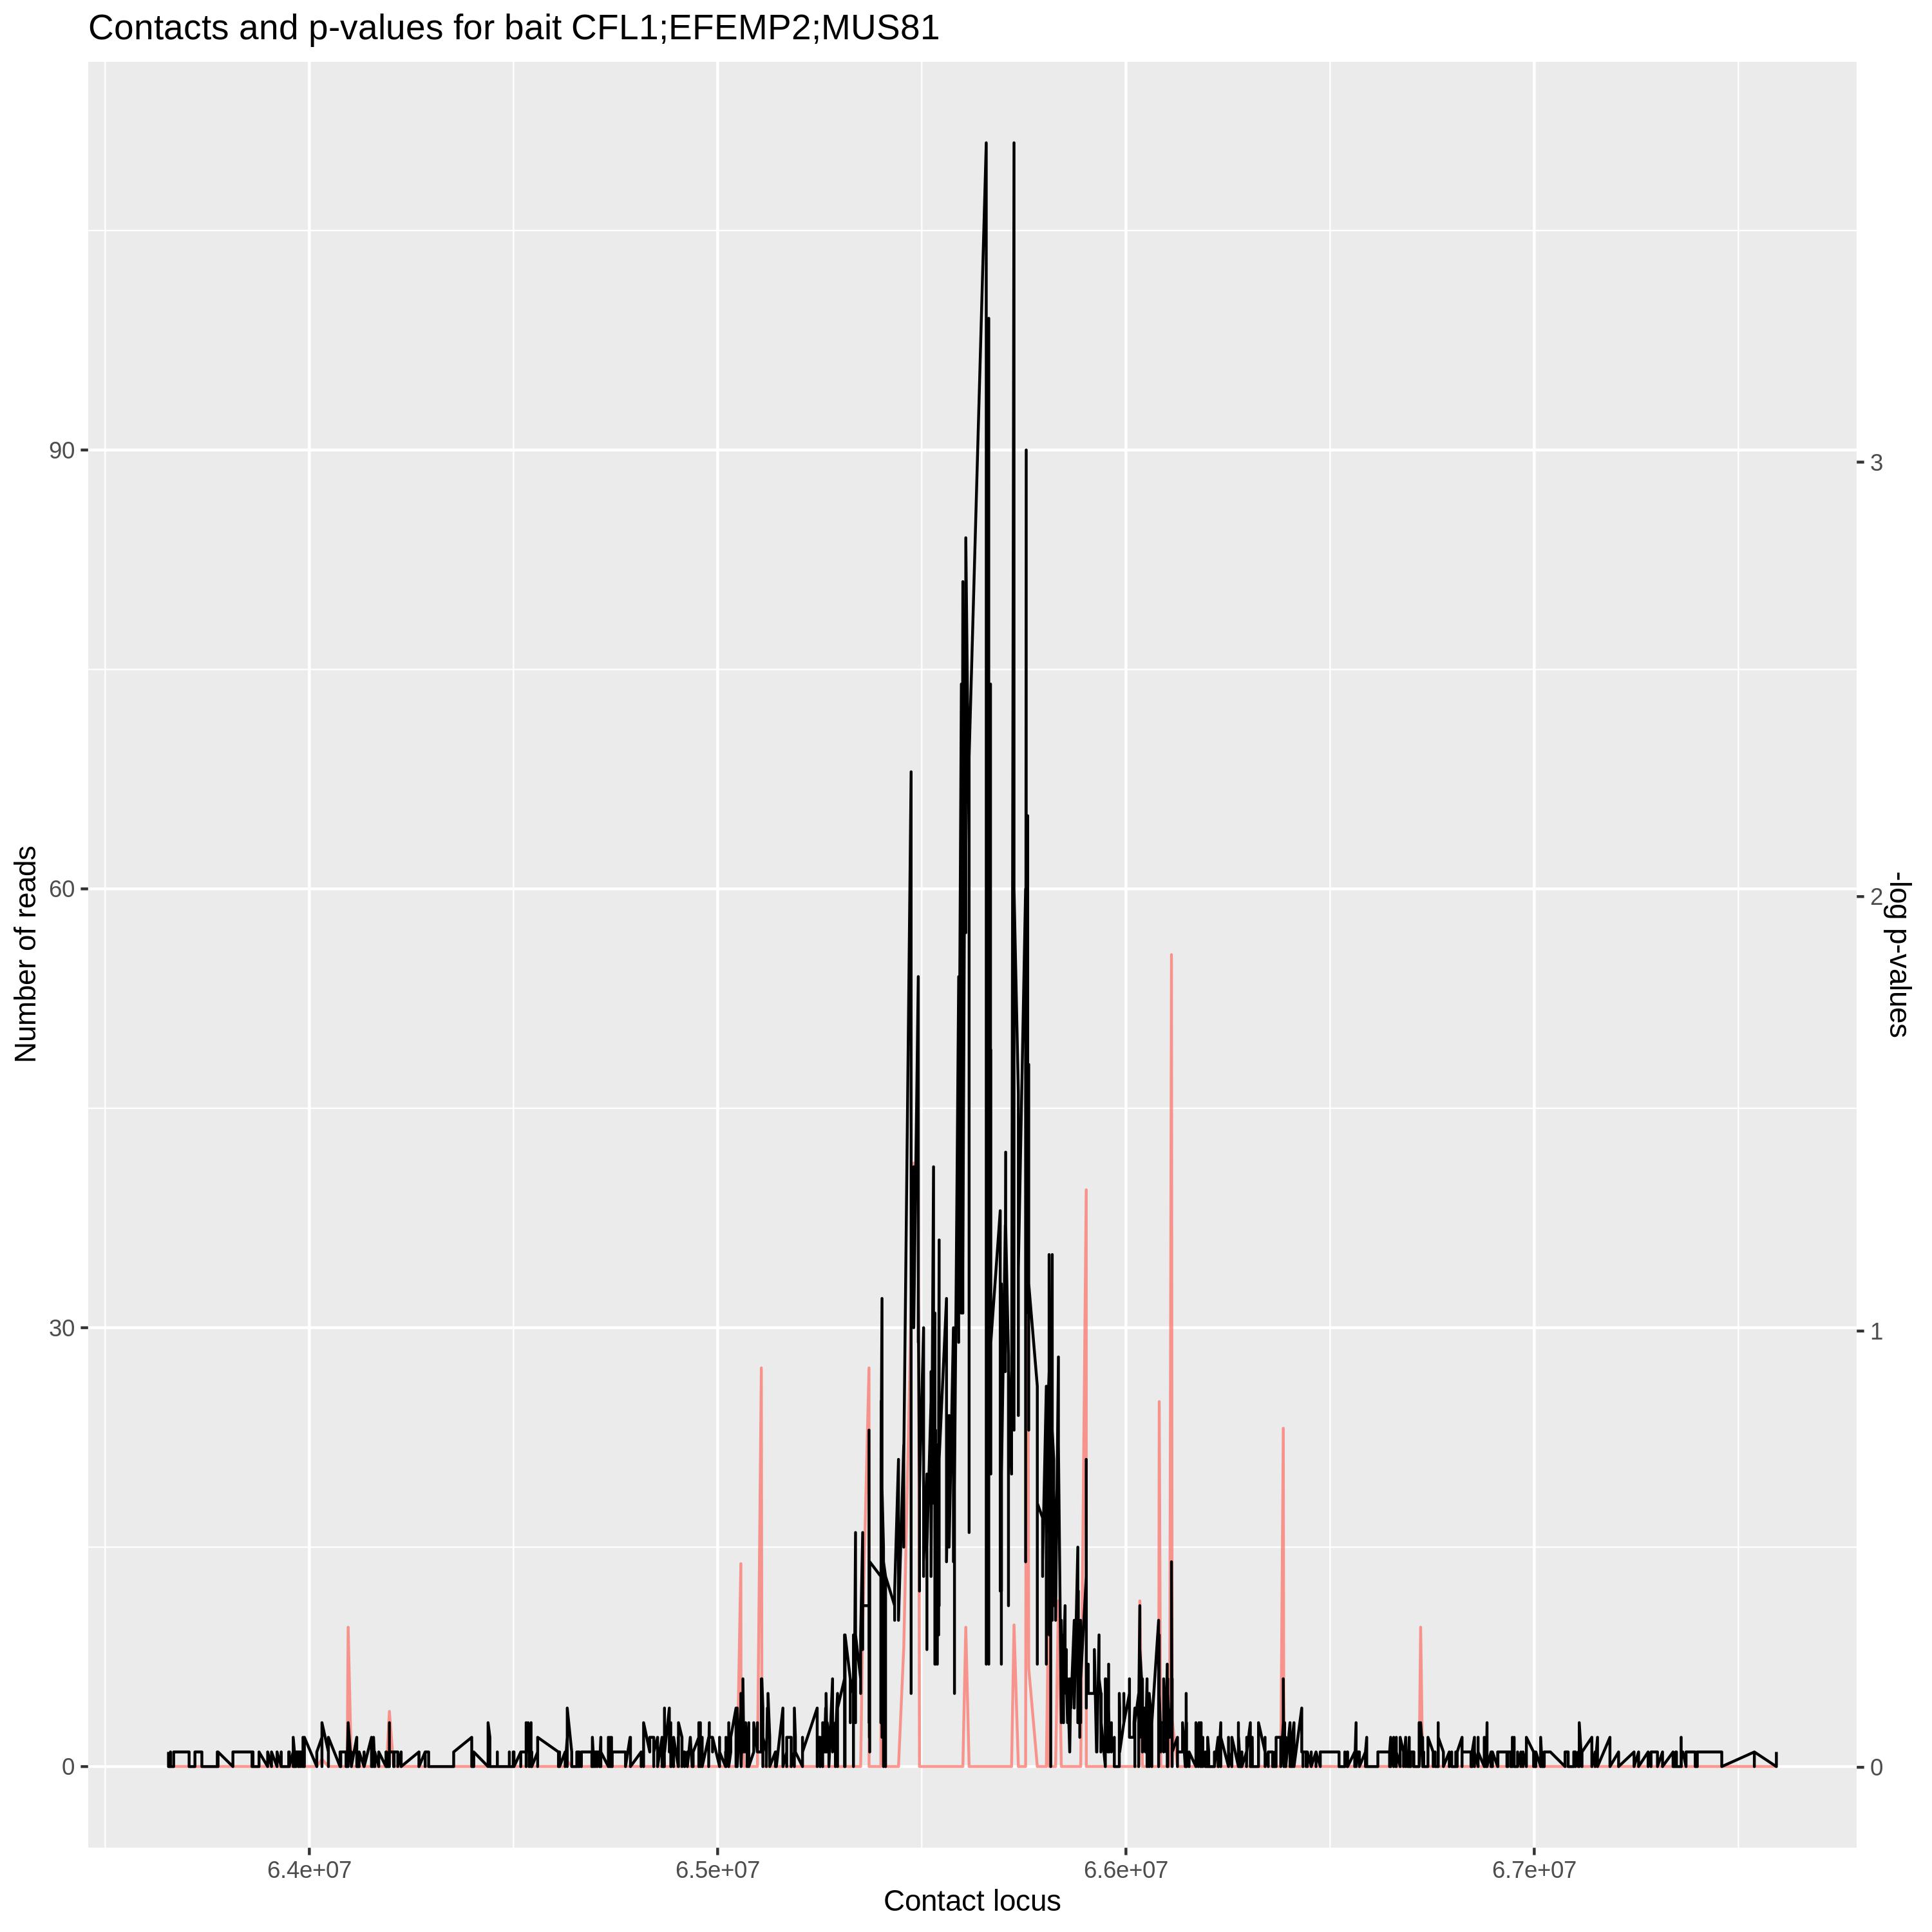 Contacts and p-values for bait CFL1;EFEMP2;MUS81
90
60
30
0
Number of reads
3
2
1
0
-log p-values
6.4e+07
6.5e+07
6.6e+07
6.7e+07
Contact locus